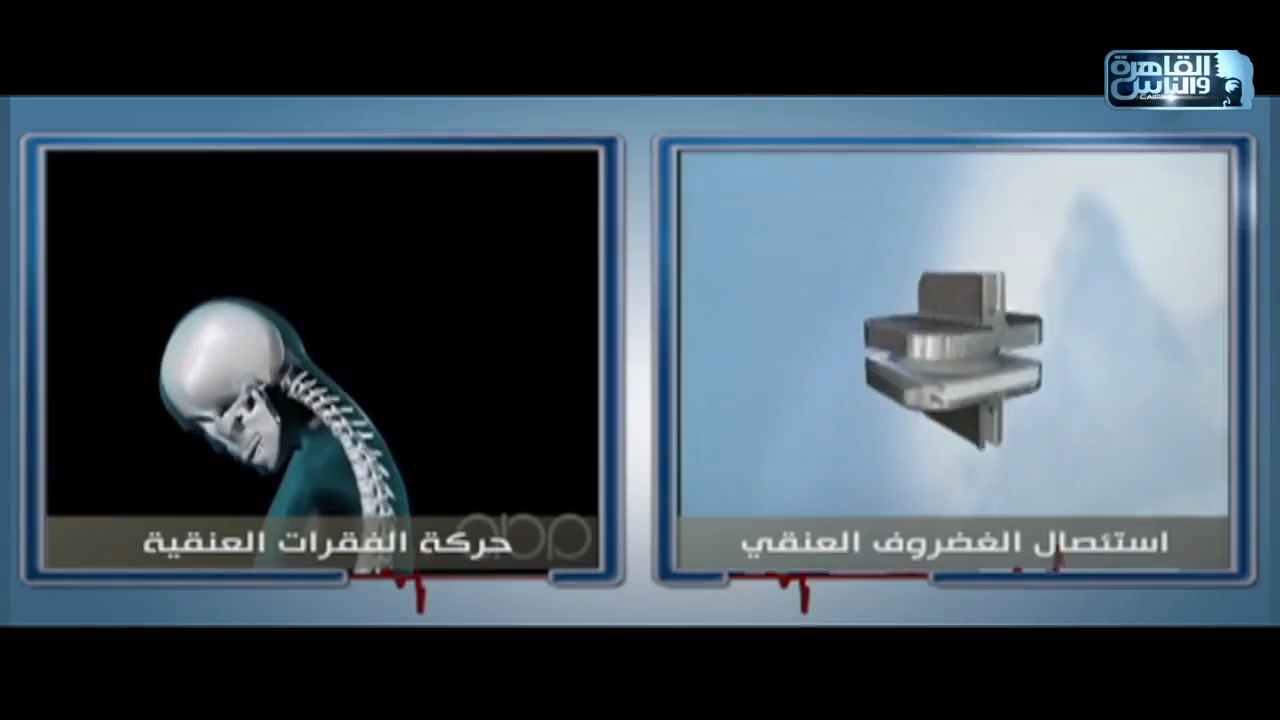 القاهرة
والناس
استئصال الغضروف العنقي
حركة الفقرات العنقية